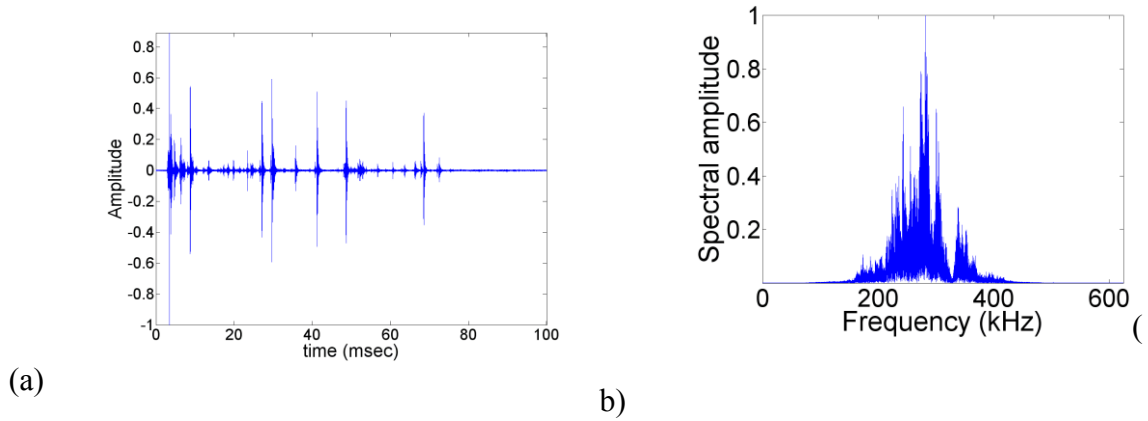 0.8
0.6
0.4
0.2
0
-0.2
-0.4
-0.6
-0.8
-1
0 20 40 60 80 100
Amplitude
time (msec)
(a)
1
0.8
0.6
0.4
0.2
0 200 400 600
Spectral amplitude
Frequency (kHz)
(
b)